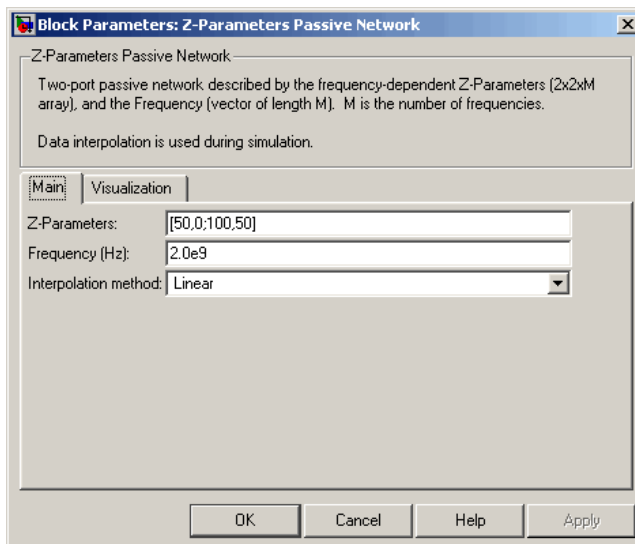 Block Parameters: Z-Parameters Passive Network
Z-Parameters Passive Network
Two-port passive network described by the frequency-dependent Z-Parameters (2x2xM
array), and the Frequency (vector of length M). M is the number of frequencies.
Data interpolation is used during simulation.
Main Visualization
Z-Parameters: [50,0;100,50]
Frequency (Hz): 2.0e9
Interpolation method: Linear
OK Cancel Help Apply